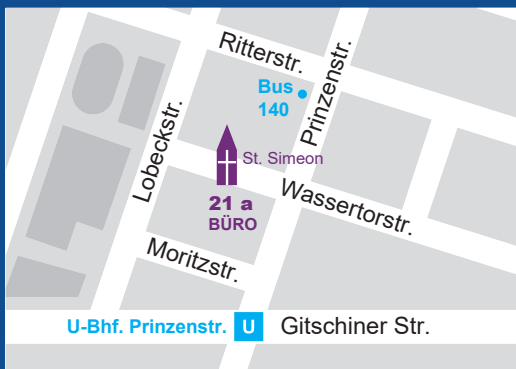 Ritterstr.
Prinzenstr.
Bus
140
Lobeckstr.
St. Simeon
Wassertorstr.
21 a
BÜRO
Moritzstr.
U-Bhf. Prinzenstr. U Gitschiner Str.